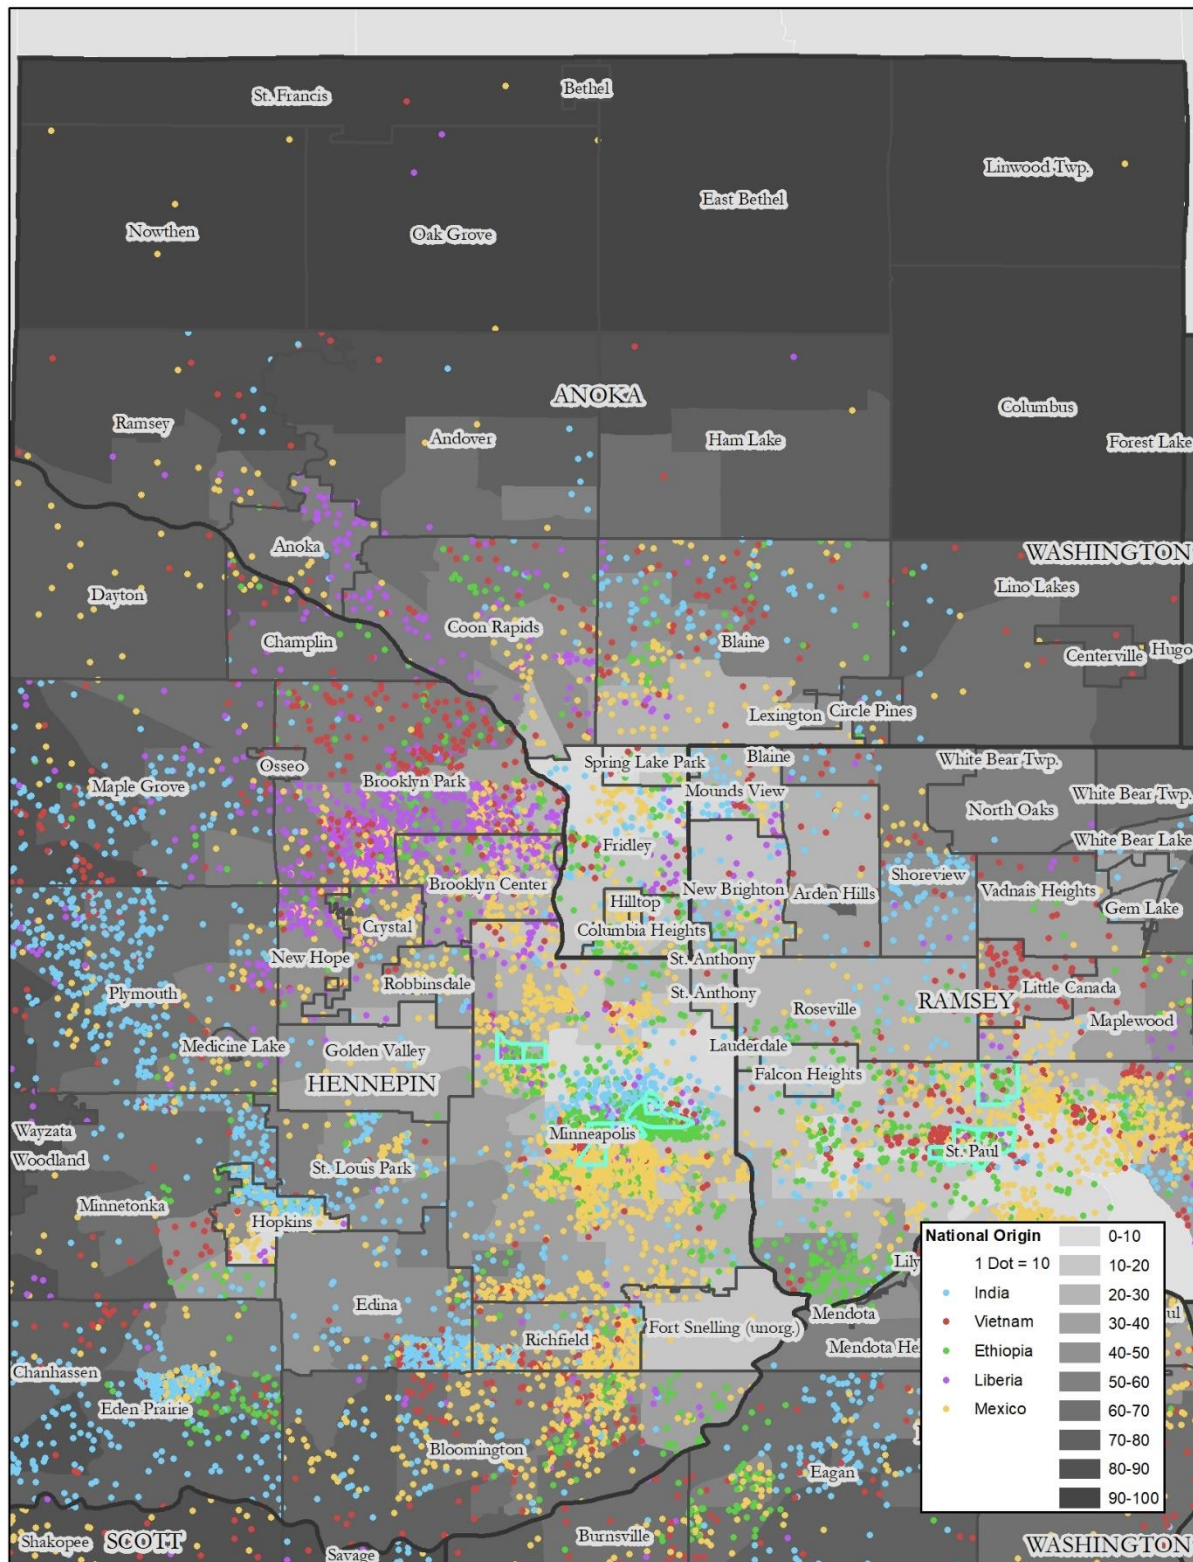 St. Francis
Bethel
Linwood Twp.
East Bethel
Nowthen
Oak Grove
ANOKA
Columbus
Ramsey
Andover
Ham Lake
Forest Lake
Anoka
WASHINGTON
Lino Lakes
Dayton
Champlin
Coon Rapids
Blaine
Centerville
Hugo
Lexington
Circle Pines
Osseo
Spring Lake Park
Blaine
White Bear Twp.
Maple Grove
Brooklyn Park
Mounds View
North Oaks
White Bear Twp.
Fridley
White Bear Lake
Brooklyn Center
New Brighton
Arden Hills
Shoreview
Vadnais Heights
Hilltop
Gem Lake
Crystal
Columbia Heights
New Hope
St. Anthony
Robbinsdale
Plymouth
St. Anthony
Roseville
RAMSEY
Little Canada
Maplewood
Medicine Lake
Golden Valley
Lauderdale
HENNEPIN
Falcon Heights
Wayzata
Minneapolis
Woodland
St. Louis Park
St. Paul
Minnetonka
Hopkins
Lily
Edina
Mendota
Richfield
Fort Snelling (unorg.)
Mendota Hei
ul
Chanhassen
Eden Prairie
Bloomington
Eagan
Burnsville
Shakopee
SCOTT
Savage
WASHINGTON
National Origin
1 Dot = 10
India
Vietnam
Ethiopia
Liberia
Mexico
0-10
10-20
20-30
30-40
40-50
50-60
60-70
70-80
80-90
90-100